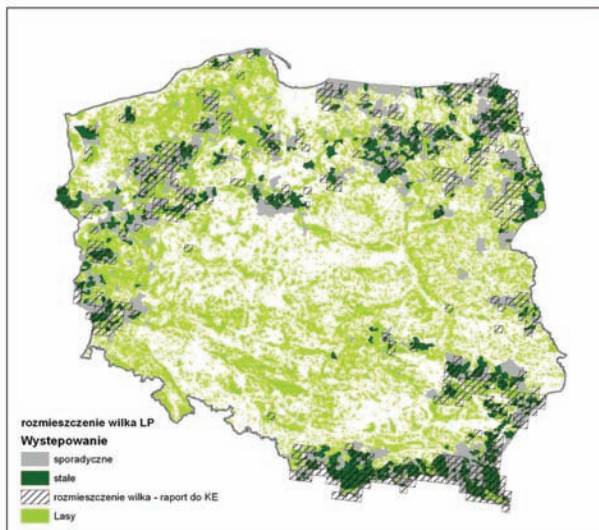 rozmieszczenie wilka LP
Wystepowanie
sporadyczne
stałe
rozmieszczenie wilka - raport do KE
Lasy